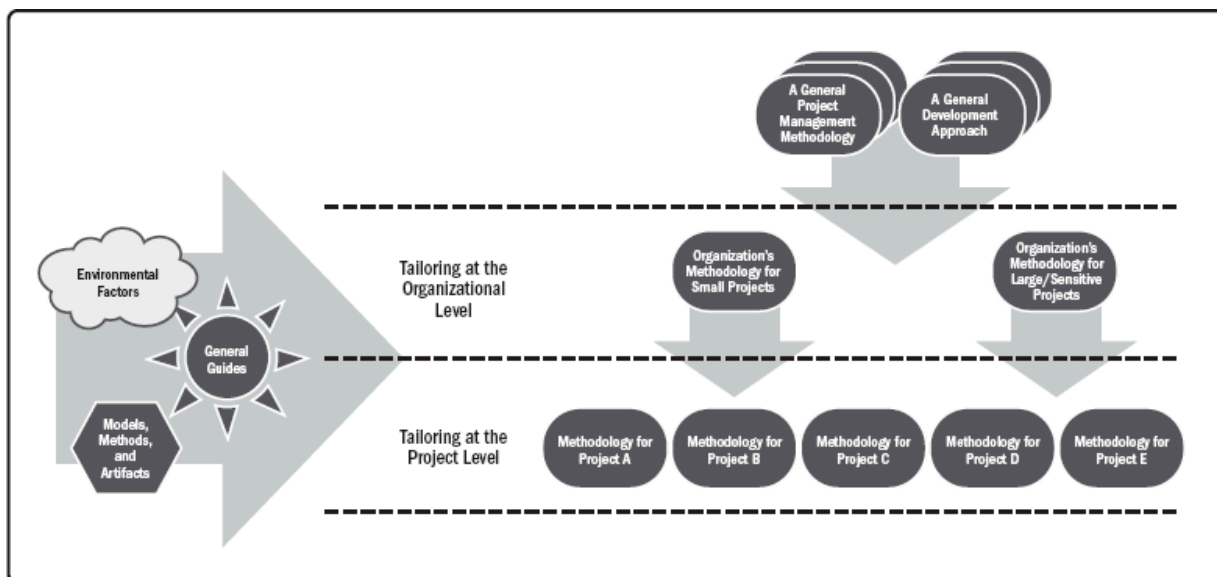 A General
Project
Management
Methodology
A General
Development
Approach
Environmental
Factors
General
Guides
Models,
Methods,
and
Artifacts
Tailoring at the
Organizational
Level
Organization's
Methodology for
Small Projects
Organization's
Methodology for
Large/Sensitive
Projects
Tailoring at the
Project Level
Methodology for
Project A
Methodology for
Project B
Methodology for
Project C
Methodology for
Project D
Methodology for
Project E